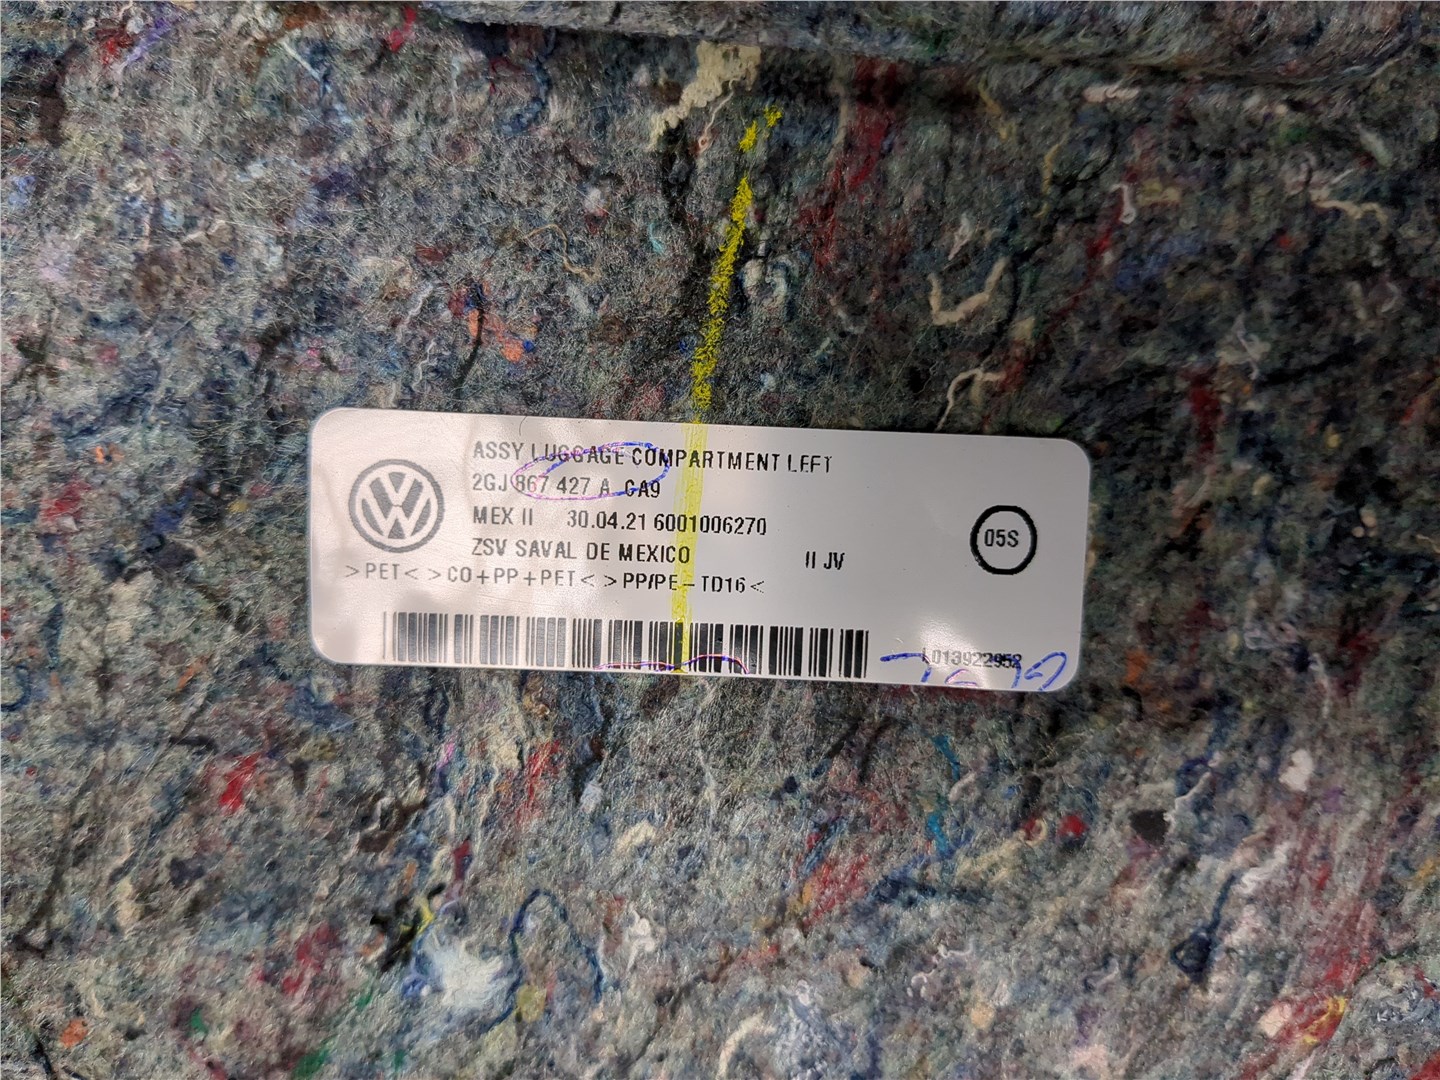 ASSY LUGGAGE COMPARTMENT LEFT
2GJ 867 427 A GA9
MEX II 30.04.21 6001006270
ZSV SAVAL DE MEXICO II JV
05S
>PET< >CO+PP+PET< >PP/PE-TD16<
L013922952